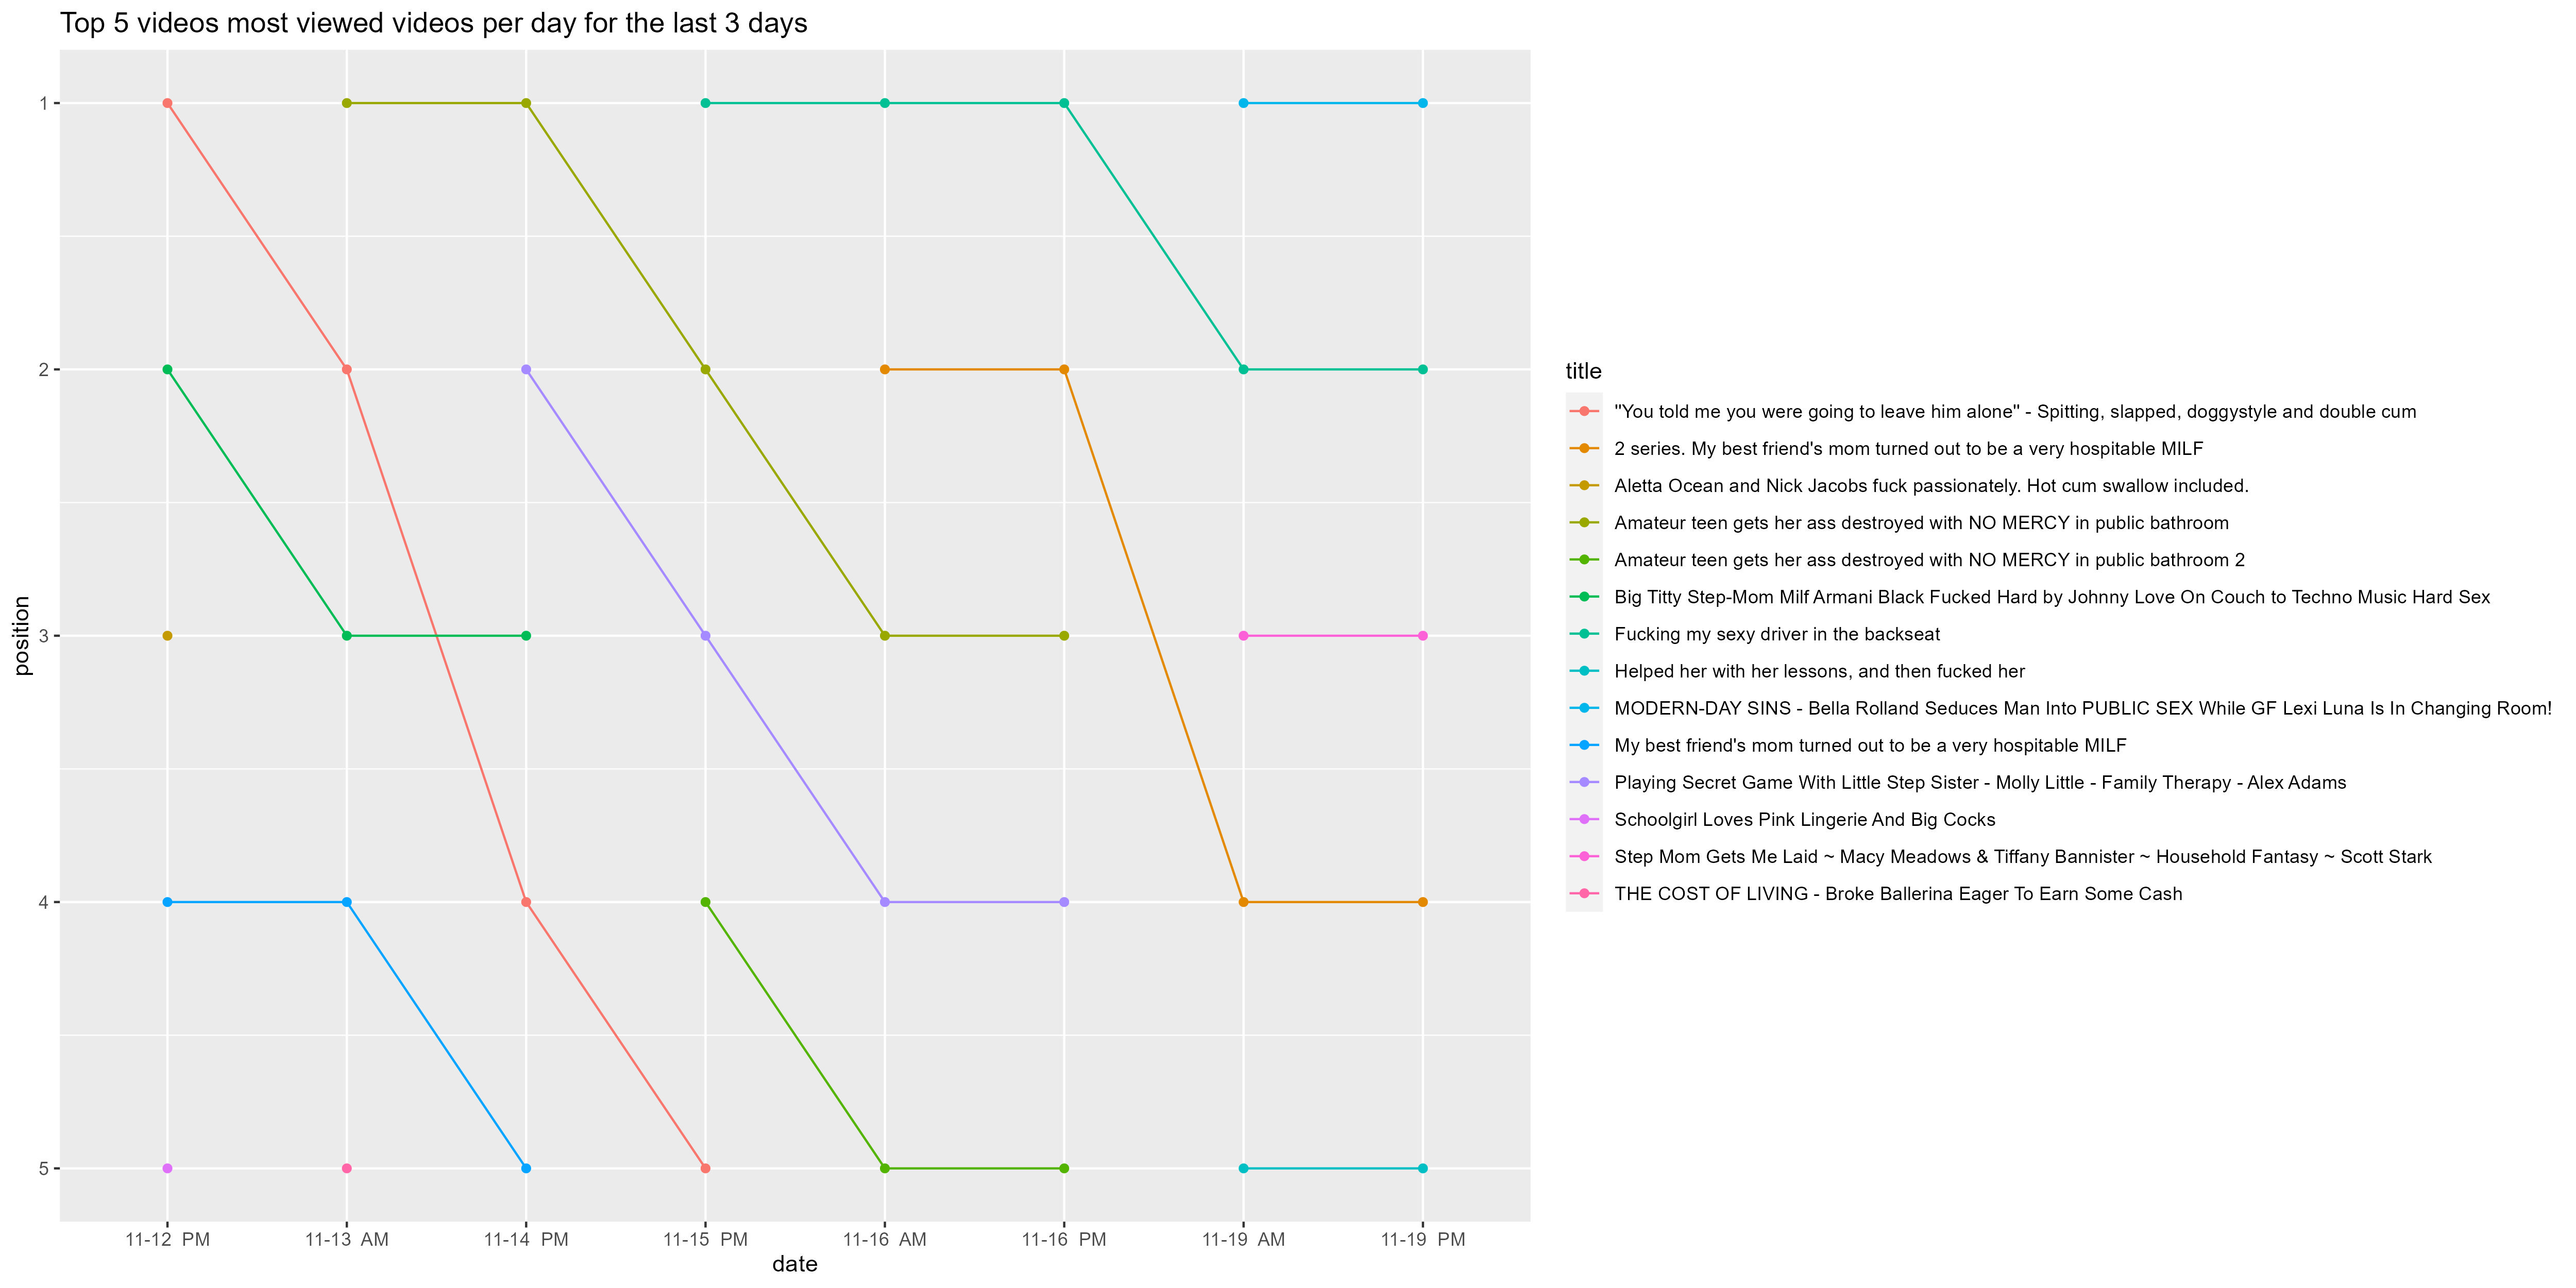 Top 5 videos most viewed videos per day for the last 3 days
1
2
3
4
5
position
11-12 PM
11-13 AM
11-14 PM
11-15 PM
11-16 AM
11-16 PM
11-19 AM
11-19 PM
date
title
"You told me you were going to leave him alone" - Spitting, slapped, doggystyle and double cum
2 series. My best friend's mom turned out to be a very hospitable MILF
Aletta Ocean and Nick Jacobs fuck passionately. Hot cum swallow included.
Amateur teen gets her ass destroyed with NO MERCY in public bathroom
Amateur teen gets her ass destroyed with NO MERCY in public bathroom 2
Big Titty Step-Mom Milf Armani Black Fucked Hard by Johnny Love On Couch to Techno Music Hard Sex
Fucking my sexy driver in the backseat
Helped her with her lessons, and then fucked her
MODERN-DAY SINS - Bella Rolland Seduces Man Into PUBLIC SEX While GF Lexi Luna Is In Changing Room!
My best friend's mom turned out to be a very hospitable MILF
Playing Secret Game With Little Step Sister - Molly Little - Family Therapy - Alex Adams
Schoolgirl Loves Pink Lingerie And Big Cocks
Step Mom Gets Me Laid ~ Macy Meadows & Tiffany Bannister ~ Household Fantasy ~ Scott Stark
THE COST OF LIVING - Broke Ballerina Eager To Earn Some Cash